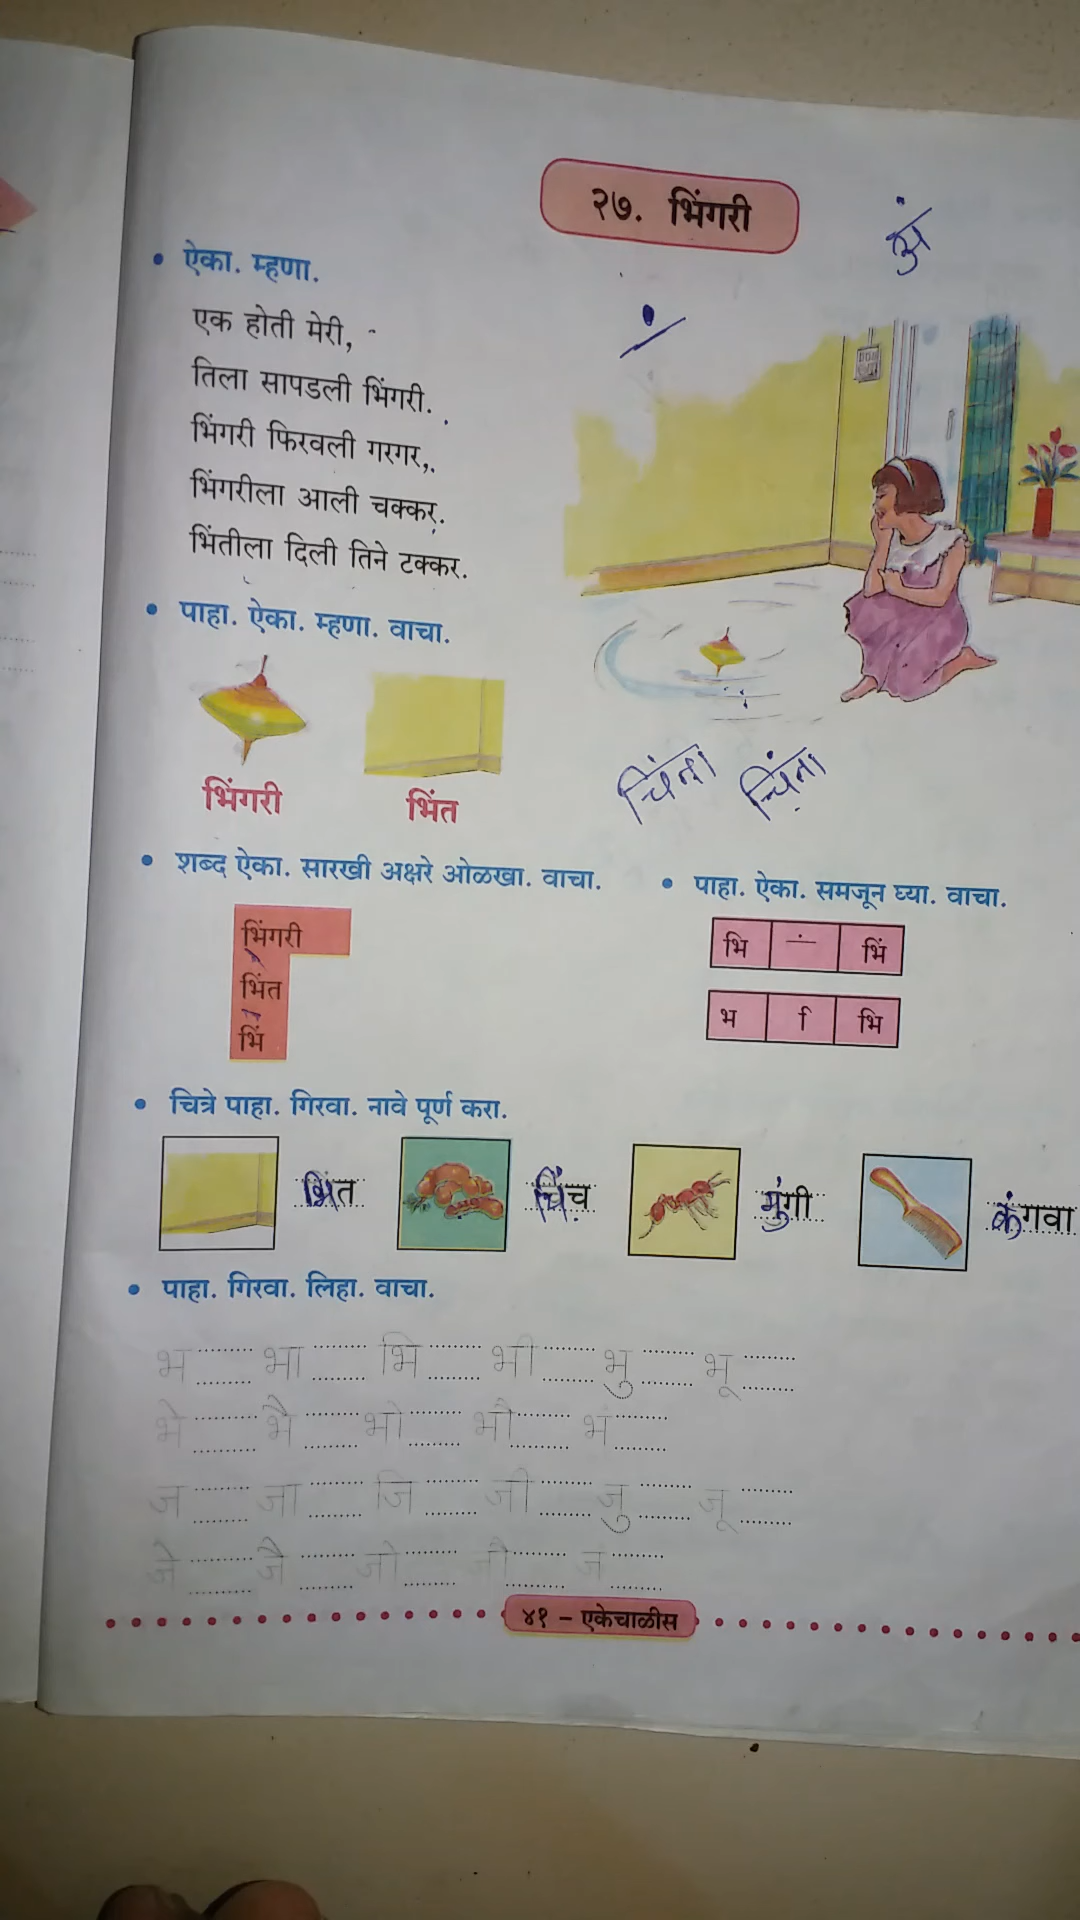 २७. भिंगरी
अं
• ऐका. म्हणा.
एक होती मेरी,
तिला सापडली भिंगरी.
भिंगरी फिरवली गरगर,
भिंगरीला आली चक्कर.
भिंतीला दिली तिने टक्कर.
• पाहा. ऐका. म्हणा. वाचा.
भिंगरी भिंत
चिंता
• शब्द ऐका. सारखी अक्षरे ओळखा. वाचा.
भिंगरी
भिंत
भिं
• पाहा. ऐका. समजून घ्या. वाचा.
भि ∸ भिं
भ ि भि
• चित्रे पाहा. गिरवा. नावे पूर्ण करा.
भिंत चिंच मुंगी कंगवा
• पाहा. गिरवा. लिहा. वाचा.
भ भा भि भी भु भू
भे भै भो भौ भं
ज जा जि जी जु जू
जे जै जो जौ जं
४१ – एकेचाळीस